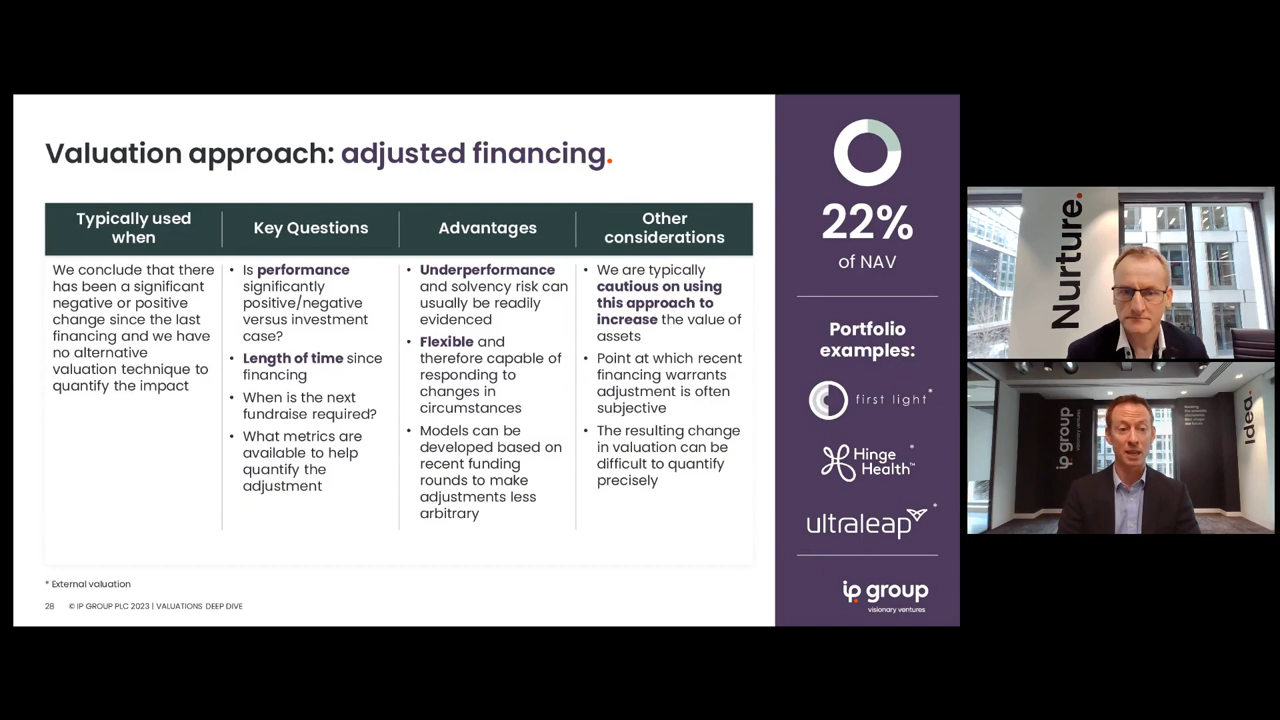 Valuation approach: adjusted financing.
Typically used
when
Key Questions
Advantages
Other
considerations
We conclude that there
has been a significant
negative or positive
change since the last
financing and we have
no alternative
valuation technique to
quantify the impact
• Is performance
significantly
positive/negative
versus investment
case?
• Length of time since
financing
• When is the next
fundraise required?
• What metrics are
available to help
quantify the
adjustment
• Underperformance
and solvency risk can
usually be readily
evidenced
• Flexible and
therefore capable of
responding to
changes in
circumstances
• Models can be
developed based on
recent funding
rounds to make
adjustments less
arbitrary
• We are typically
cautious on using
this approach to
increase the value of
assets
• Point at which recent
financing warrants
adjustment is often
subjective
• The resulting change
in valuation can be
difficult to quantify
precisely
* External valuation
28 © IP GROUP PLC 2023 | VALUATIONS DEEP DIVE
22%
of NAV
Portfolio
examples:
first light*
Hinge*
Health™
ultraleap*
ip group
visionary ventures
Nurture.
ip group
visionary ventures
Idea.